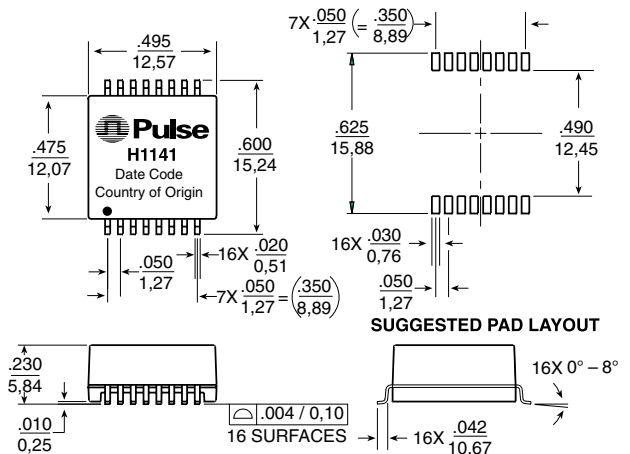 7X .050 / 1,27 (= .350 / 8,89)
.495 / 12,57
.475 / 12,07
Pulse
H1141
Date Code
Country of Origin
.600 / 15,24
16X .020 / 0,51
.050 / 1,27
7X .050 / 1,27 = (.350 / 8,89)
.625 / 15,88
.490 / 12,45
16X .030 / 0,76
.050 / 1,27
SUGGESTED PAD LAYOUT
.230 / 5,84
.010 / 0,25
.004 / 0,10
16 SURFACES
16X 0° – 8°
16X .042 / 10,67